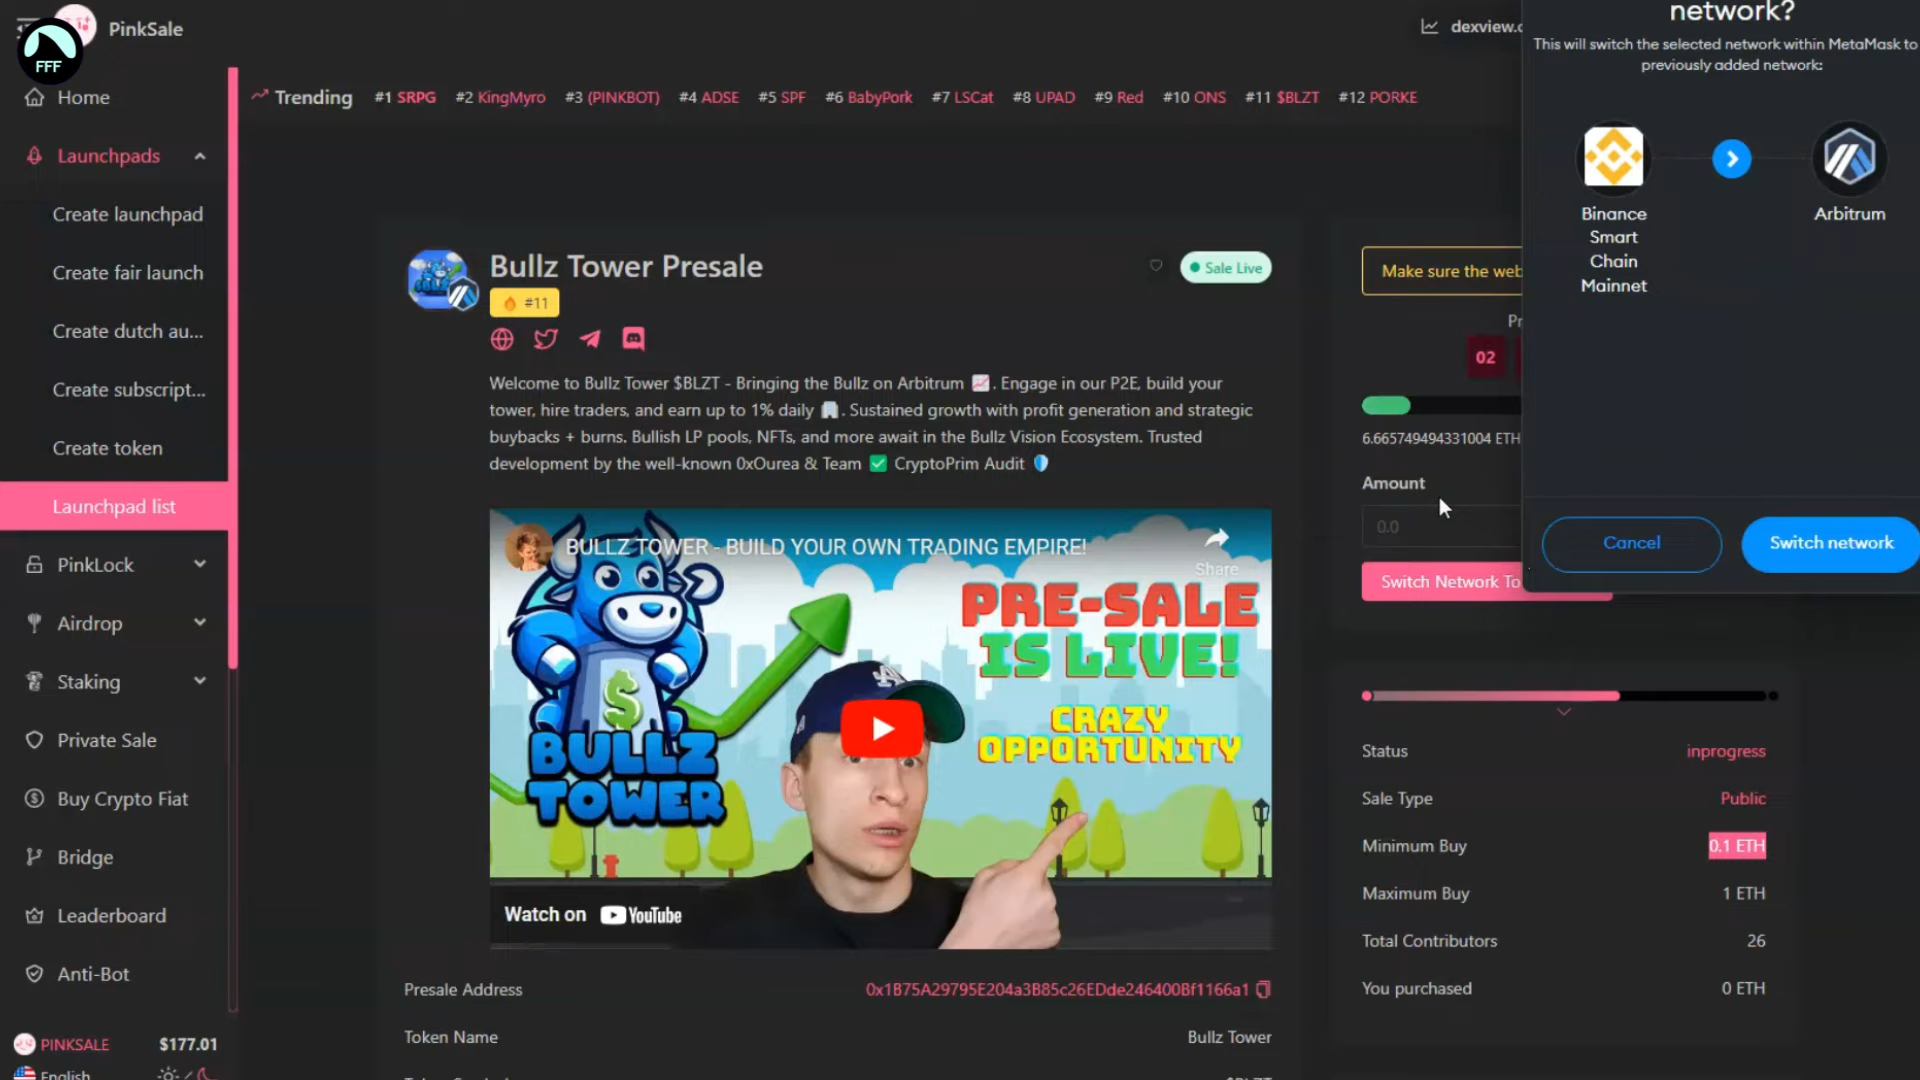 FFF
PinkSale
Home
Launchpads
Create launchpad
Create fair launch
Create dutch au...
Create subscript...
Create token
Launchpad list
PinkLock
Airdrop
Staking
Private Sale
Buy Crypto Fiat
Bridge
Leaderboard
Anti-Bot
PINKSALE $177.01
English
dexview.c
Trending #1 SRPG #2 KingMyro #3 (PINKBOT) #4 ADSE #5 SPF #6 BabyPork #7 LSCat #8 UPAD #9 Red #10 ONS #11 $BLZT #12 PORKE
Bullz Tower Presale
Sale Live
#11
Welcome to Bullz Tower $BLZT - Bringing the Bullz on Arbitrum 📈. Engage in our P2E, build your
tower, hire traders, and earn up to 1% daily 🏢. Sustained growth with profit generation and strategic
buybacks + burns. Bullish LP pools, NFTs, and more await in the Bullz Vision Ecosystem. Trusted
development by the well-known 0xOurea & Team ✅ CryptoPrim Audit 🛡️
BULLZ TOWER - BUILD YOUR OWN TRADING EMPIRE!
Share
PRE-SALE
IS LIVE!
CRAZY
OPPORTUNITY
$
BULLZ
TOWER
LA
Watch on YouTube
Presale Address 0x1B75A29795E204a3B85c26EDde246400Bf1166a1
Token Name Bullz Tower
$BLZT
Make sure the web
Pr
02
6.665749494331004 ETH
Amount
0.0
Switch Network To
Status inprogress
Sale Type Public
Minimum Buy 0.1 ETH
Maximum Buy 1 ETH
Total Contributors 26
You purchased 0 ETH
network?
This will switch the selected network within MetaMask to
previously added network:
Binance
Smart
Chain
Mainnet
Arbitrum
Cancel
Switch network